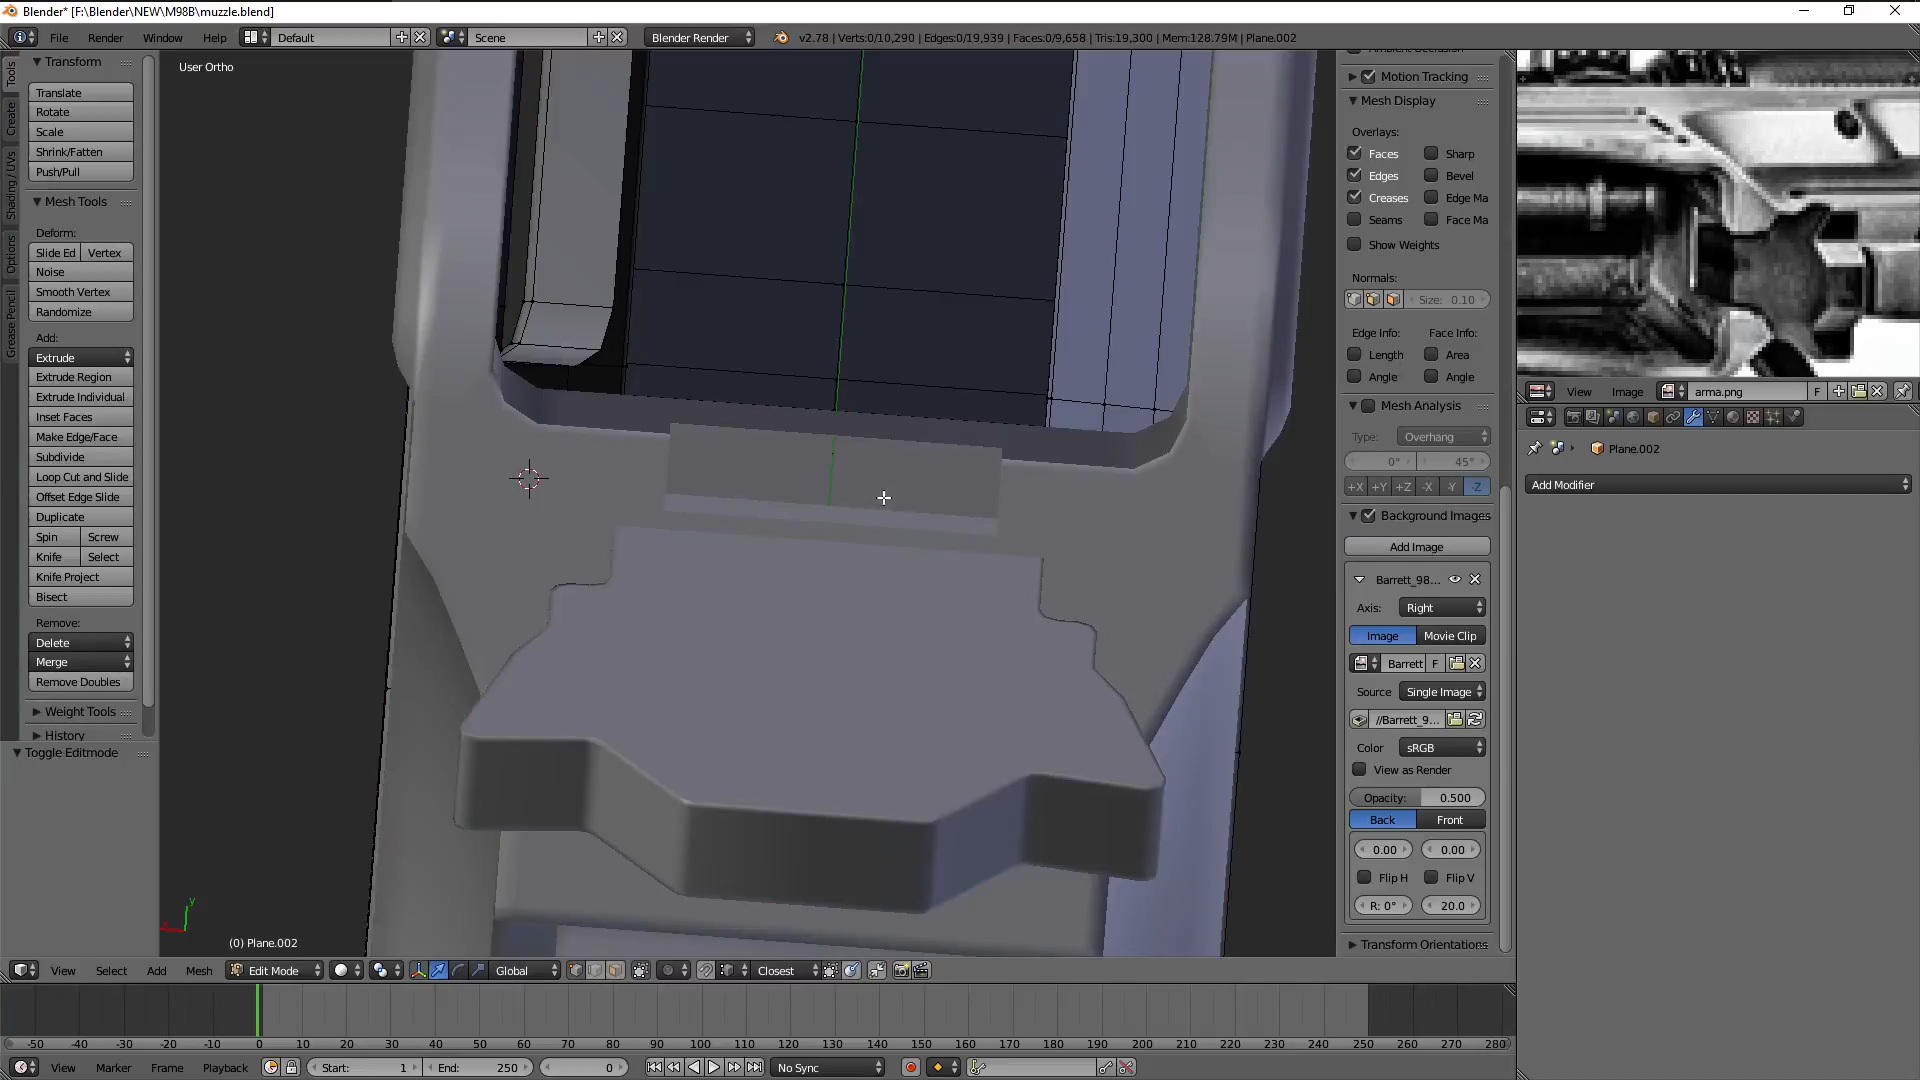 Blender* [F:\Blender\NEW\M98B\muzzle.blend]
File Render Window Help Default Scene Blender Render v2.78 | Verts:0/10,290 | Edges:0/19,939 | Faces:0/9,658 | Tris:19,300 | Mem:128.79M | Plane.002
Tools
Create
Shading / UVs
Options
Grease Pencil
Transform
Translate
Rotate
Scale
Shrink/Fatten
Push/Pull
Mesh Tools
Deform:
Slide Ed Vertex
Noise
Smooth Vertex
Randomize
Add:
Extrude
Extrude Region
Extrude Individual
Inset Faces
Make Edge/Face
Subdivide
Loop Cut and Slide
Offset Edge Slide
Duplicate
Spin Screw
Knife Select
Knife Project
Bisect
Remove:
Delete
Merge
Remove Doubles
Weight Tools
History
Toggle Editmode
User Ortho
y
(0) Plane.002
Motion Tracking
Mesh Display
Overlays:
Faces Sharp
Edges Bevel
Creases Edge Ma
Seams Face Ma
Show Weights
Normals:
Size: 0.10
Edge Info: Face Info:
Length Area
Angle Angle
Mesh Analysis
Type: Overhang
0° 45°
+X +Y +Z -X -Y -Z
Background Images
Add Image
Barrett_98...
Axis: Right
Image Movie Clip
Barrett F
Source Single Image
//Barrett_9...
Color sRGB
View as Render
Opacity: 0.500
Back Front
0.00 0.00
Flip H Flip V
R: 0° 20.0
Transform Orientations
View Image arma.png F
Plane.002
Add Modifier
View Select Add Mesh Edit Mode Global Closest
-50 -40 -30 -20 -10 0 10 20 30 40 50 60 70 80 90 100 110 120 130 140 150 160 170 180 190 200 210 220 230 240 250 260 270 280
View Marker Frame Playback Start: 1 End: 250 0 No Sync